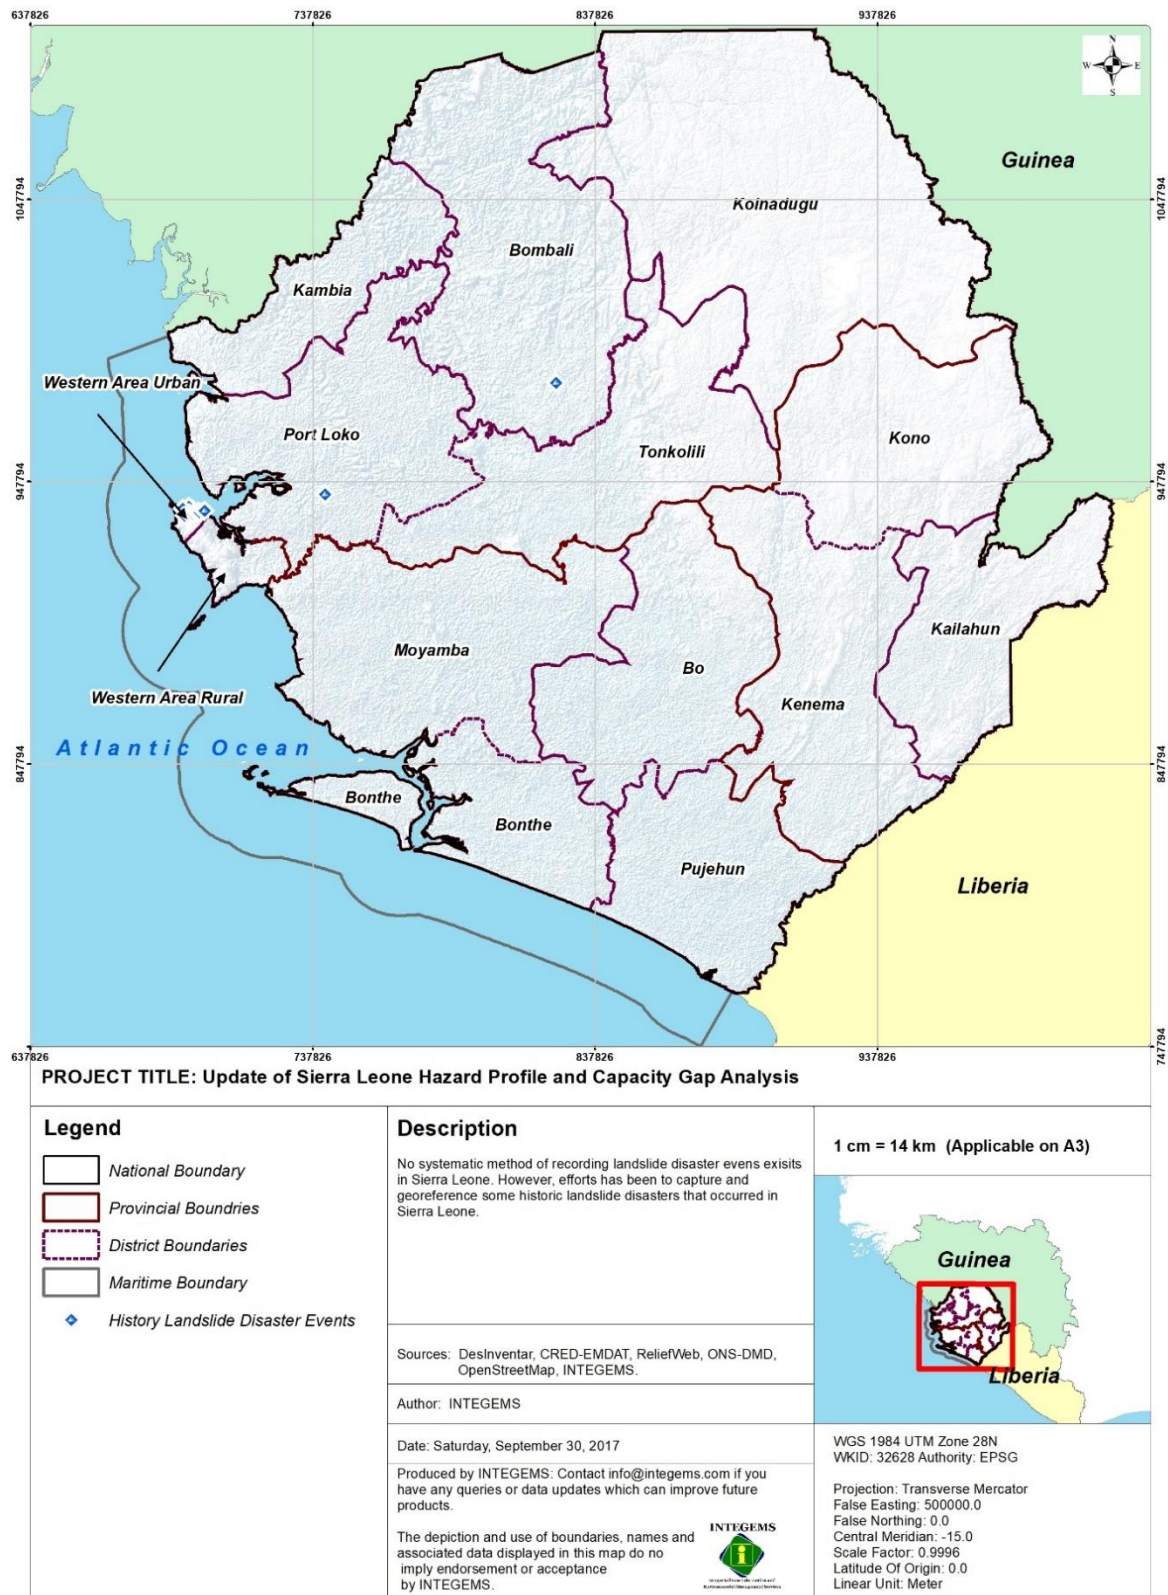 637826
737826
837826
937826
N
W
E
S
Guinea
1047794
1047794
Koinadugu
Bombali
Kambia
Western Area Urban
Port Loko
Kono
Tonkolili
947794
947794
Kailahun
Moyamba
Bo
Western Area Rural
Kenema
Atlantic Ocean
847794
847794
Bonthe
Bonthe
Pujehun
Liberia
747794
637826
737826
837826
937826
PROJECT TITLE: Update of Sierra Leone Hazard Profile and Capacity Gap Analysis
Legend
National Boundary
Provincial Boundries
District Boundaries
Maritime Boundary
History Landslide Disaster Events
Description
No systematic method of recording landslide disaster evens exisits
in Sierra Leone. However, efforts has been to capture and
georeference some historic landslide disasters that occurred in
Sierra Leone.
Sources: DesInventar, CRED-EMDAT, ReliefWeb, ONS-DMD,
OpenStreetMap, INTEGEMS.
Author: INTEGEMS
Date: Saturday, September 30, 2017
Produced by INTEGEMS: Contact info@integems.com if you
have any queries or data updates which can improve future
products.
The depiction and use of boundaries, names and
associated data displayed in this map do no
imply endorsement or acceptance
by INTEGEMS.
INTEGEMS
i
1 cm = 14 km (Applicable on A3)
Guinea
Liberia
WGS 1984 UTM Zone 28N
WKID: 32628 Authority: EPSG
Projection: Transverse Mercator
False Easting: 500000.0
False Northing: 0.0
Central Meridian: -15.0
Scale Factor: 0.9996
Latitude Of Origin: 0.0
Linear Unit: Meter